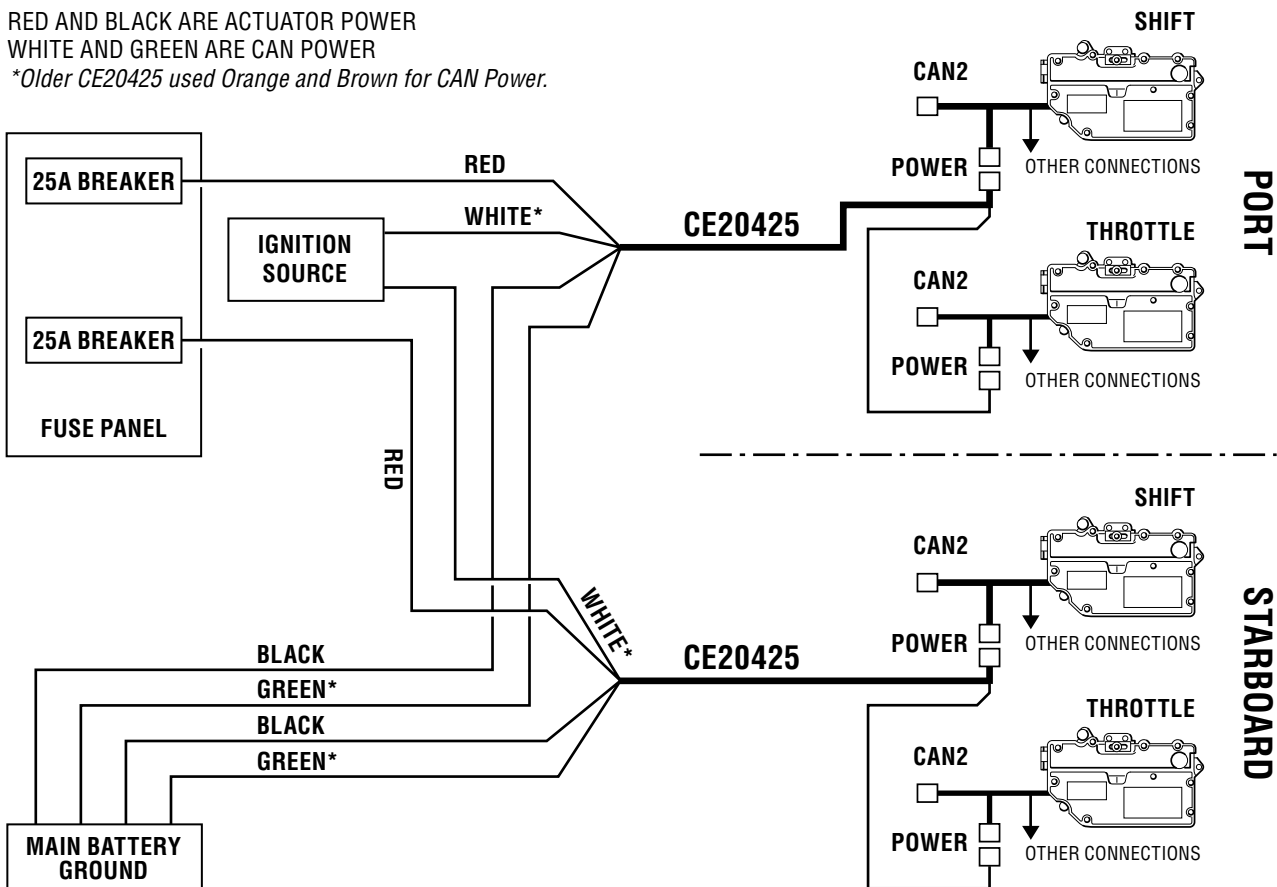 RED AND BLACK ARE ACTUATOR POWER
WHITE AND GREEN ARE CAN POWER
*Older CE20425 used Orange and Brown for CAN Power.
25A BREAKER
25A BREAKER
FUSE PANEL
IGNITION
SOURCE
RED
WHITE*
CE20425
SHIFT
CAN2
POWER
OTHER CONNECTIONS
THROTTLE
CAN2
POWER
OTHER CONNECTIONS
PORT
RED
WHITE*
BLACK
GREEN*
BLACK
GREEN*
MAIN BATTERY
GROUND
CE20425
SHIFT
CAN2
POWER
OTHER CONNECTIONS
THROTTLE
CAN2
POWER
OTHER CONNECTIONS
STARBOARD